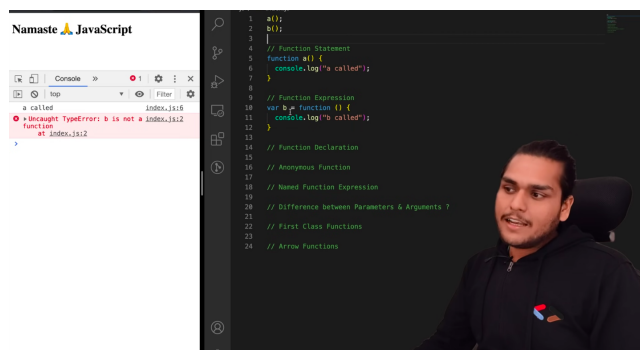 Namaste 🙏 JavaScript
Console » 1
top Filter
a called index.js:6
Uncaught TypeError: b is not a index.js:2
function
at index.js:2
>
1 a();
2 b();
3
4 // Function Statement
5 function a() {
6 console.log("a called");
7 }
8
9 // Function Expression
10 var b = function () {
11 console.log("b called");
12 }
13
14 // Function Declaration
15
16 // Anonymous Function
17
18 // Named Function Expression
19
20 // Difference between Parameters & Arguments ?
21
22 // First Class Functions
23
24 // Arrow Functions